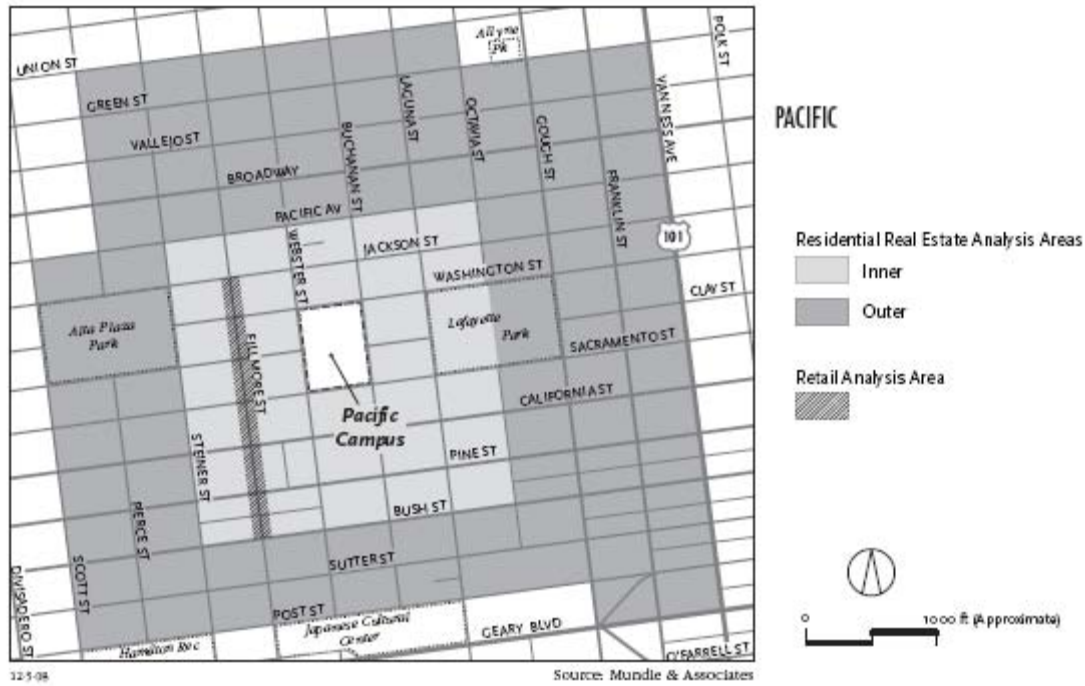 Allyne
Pk
UNION ST
POLK ST
GREEN ST
LAGUNA ST
OCTAVIA ST
VAN NESS AVE
VALLEJO ST
BUCHANAN ST
GOUGH ST
BROADWAY
FRANKLIN ST
PACIFIC AV
WEBSTER ST
JACKSON ST
101
WASHINGTON ST
CLAY ST
Alta Plaza
Park
Lafayette
Park
FILLMORE ST
SACRAMENTO ST
CALIFORNIA ST
Pacific
Campus
STEINER ST
PINE ST
PIERCE ST
BUSH ST
SCOTT ST
SUTTER ST
DIVISADERO ST
POST ST
Japanese Cultural
Center
GEARY BLVD
Hamilton Rec
O'FARRELL ST
PACIFIC
Residential Real Estate Analysis Areas
Inner
Outer
Retail Analysis Area
0 1000 ft (Approximate)
12-5-08
Source: Mundie & Associates